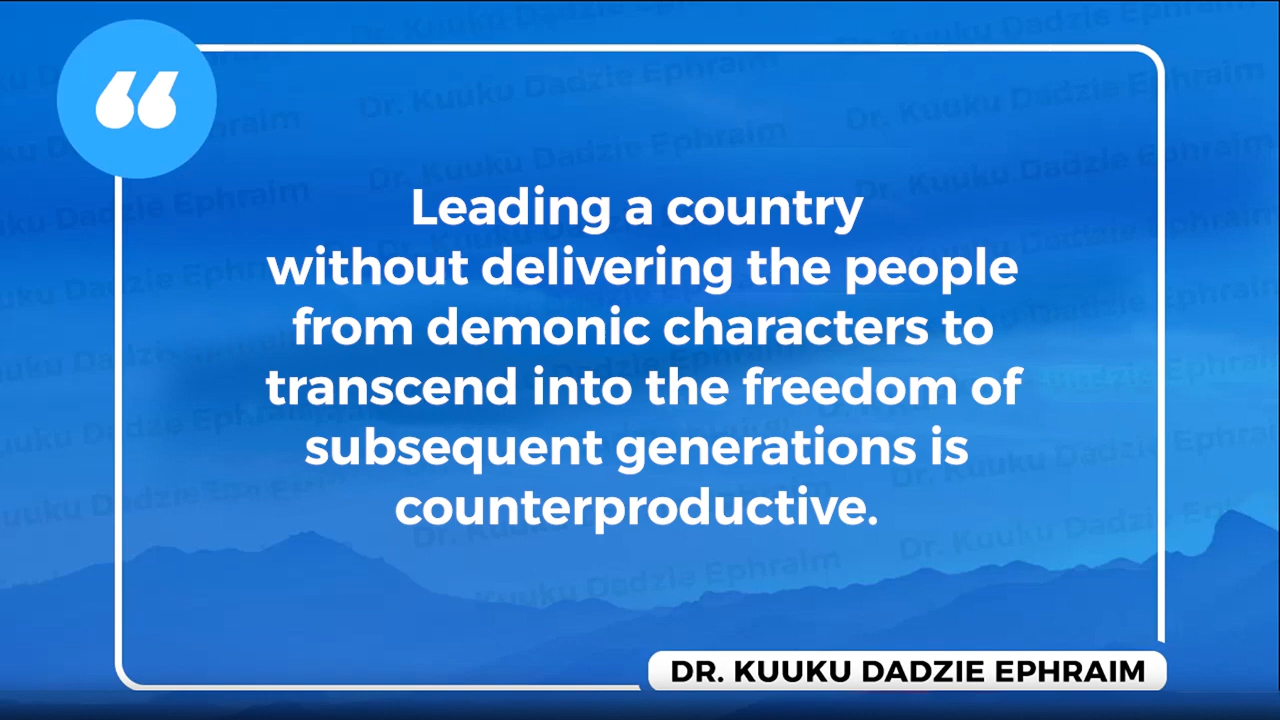 Leading a country
without delivering the people
from demonic characters to
transcend into the freedom of
subsequent generations is
counterproductive.
DR. KUUKU DADZIE EPHRAIM